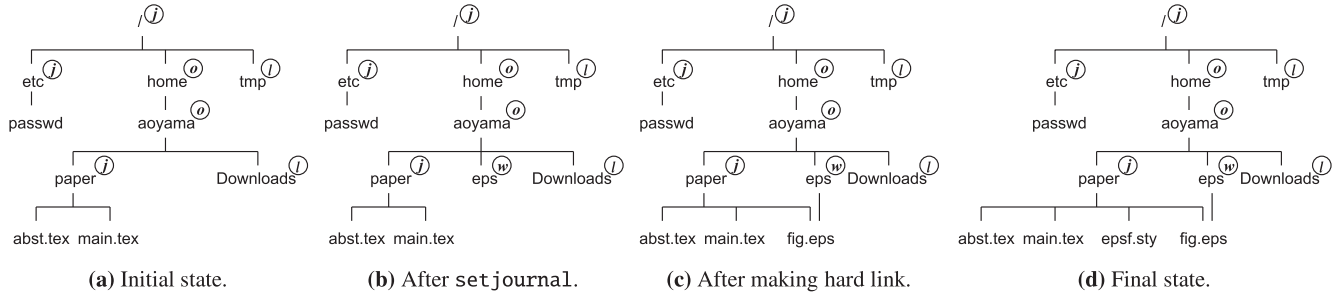 / j
etc j home o tmp l
passwd aoyama o
paper j Downloads l
abst.tex main.tex
(a) Initial state.
/ j
etc j home o tmp l
passwd aoyama o
paper j eps w Downloads l
abst.tex main.tex
(b) After setjournal.
/ j
etc j home o tmp l
passwd aoyama o
paper j eps w Downloads l
abst.tex main.tex fig.eps
(c) After making hard link.
/ j
etc j home o tmp l
passwd aoyama o
paper j eps w Downloads l
abst.tex main.tex epsf.sty fig.eps
(d) Final state.